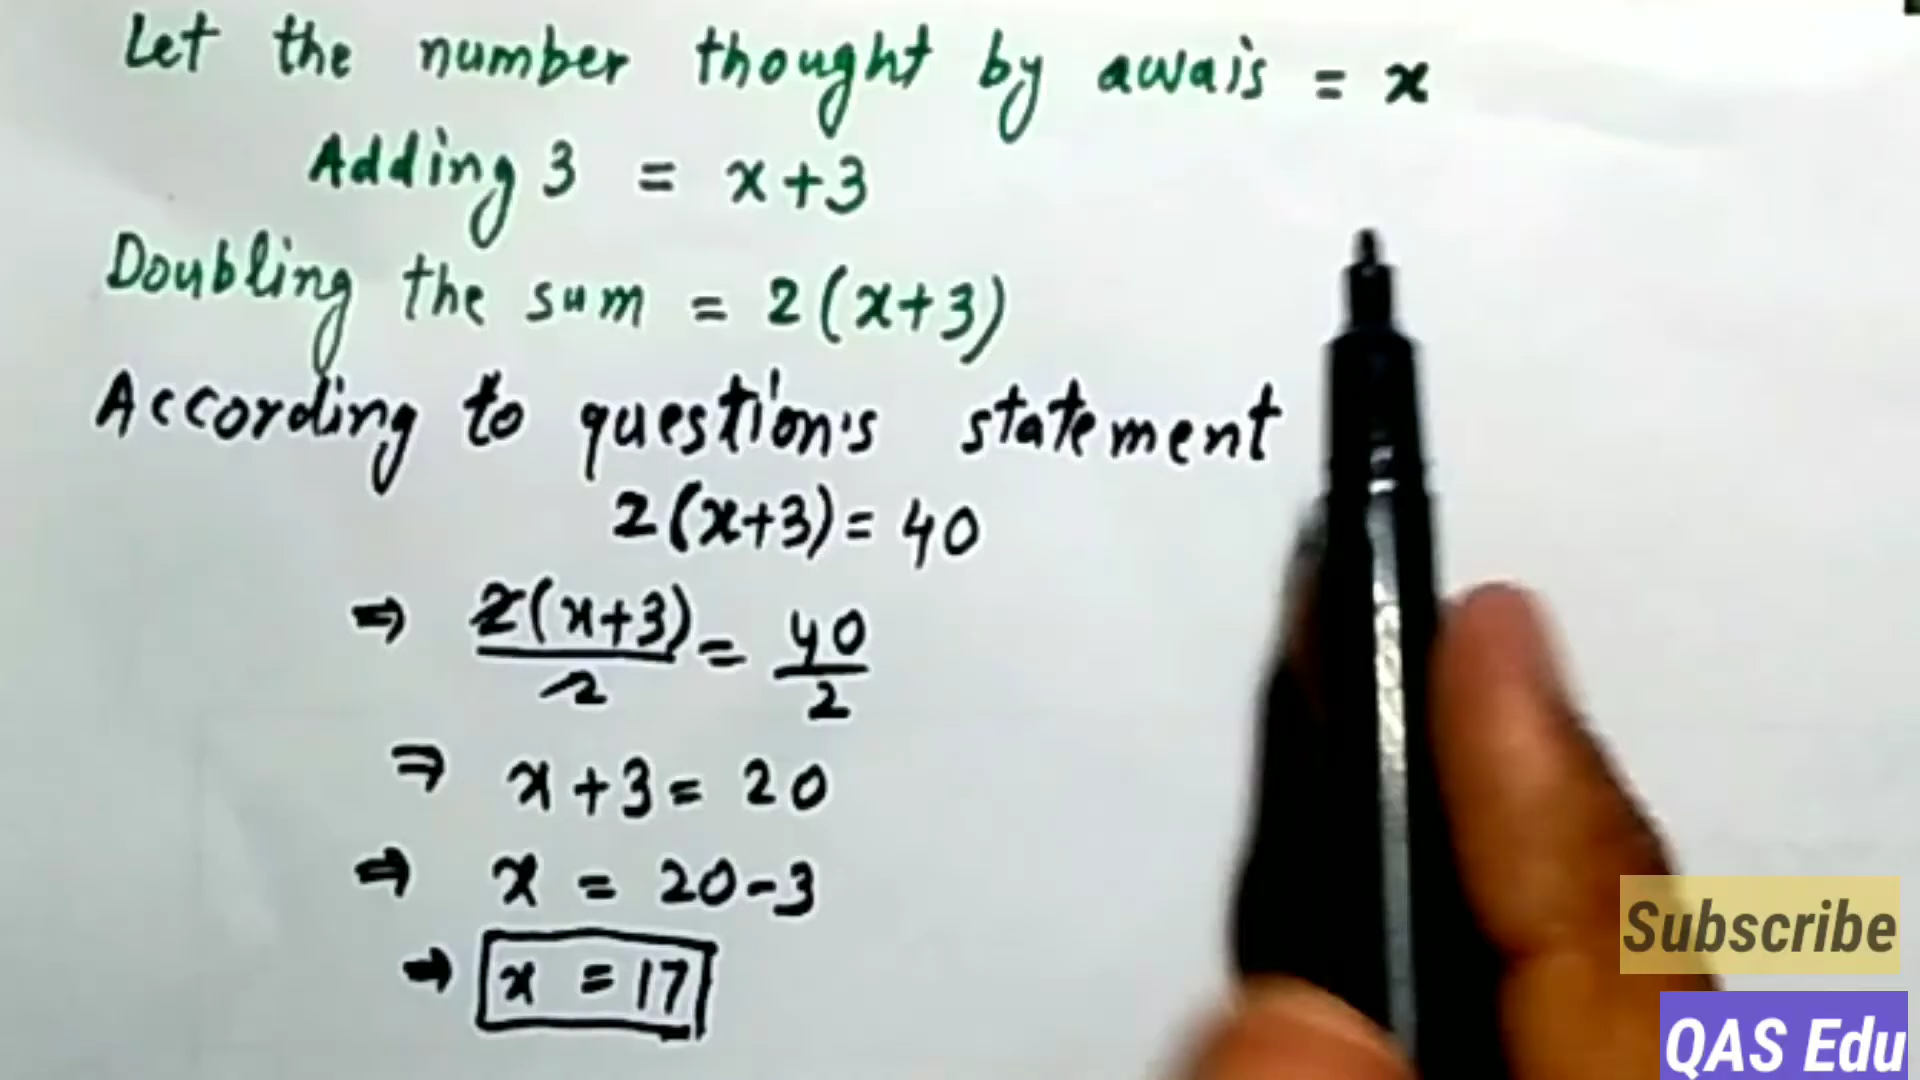 Let the number thought by awais = x
Adding 3 = x+3
Doubling the sum = 2(x+3)
According to question's statement
2(x+3) = 40
⇒ 2(x+3)/2 = 40/2
⇒ x+3 = 20
⇒ x = 20-3
⇒ x = 17
Subscribe
QAS Edu